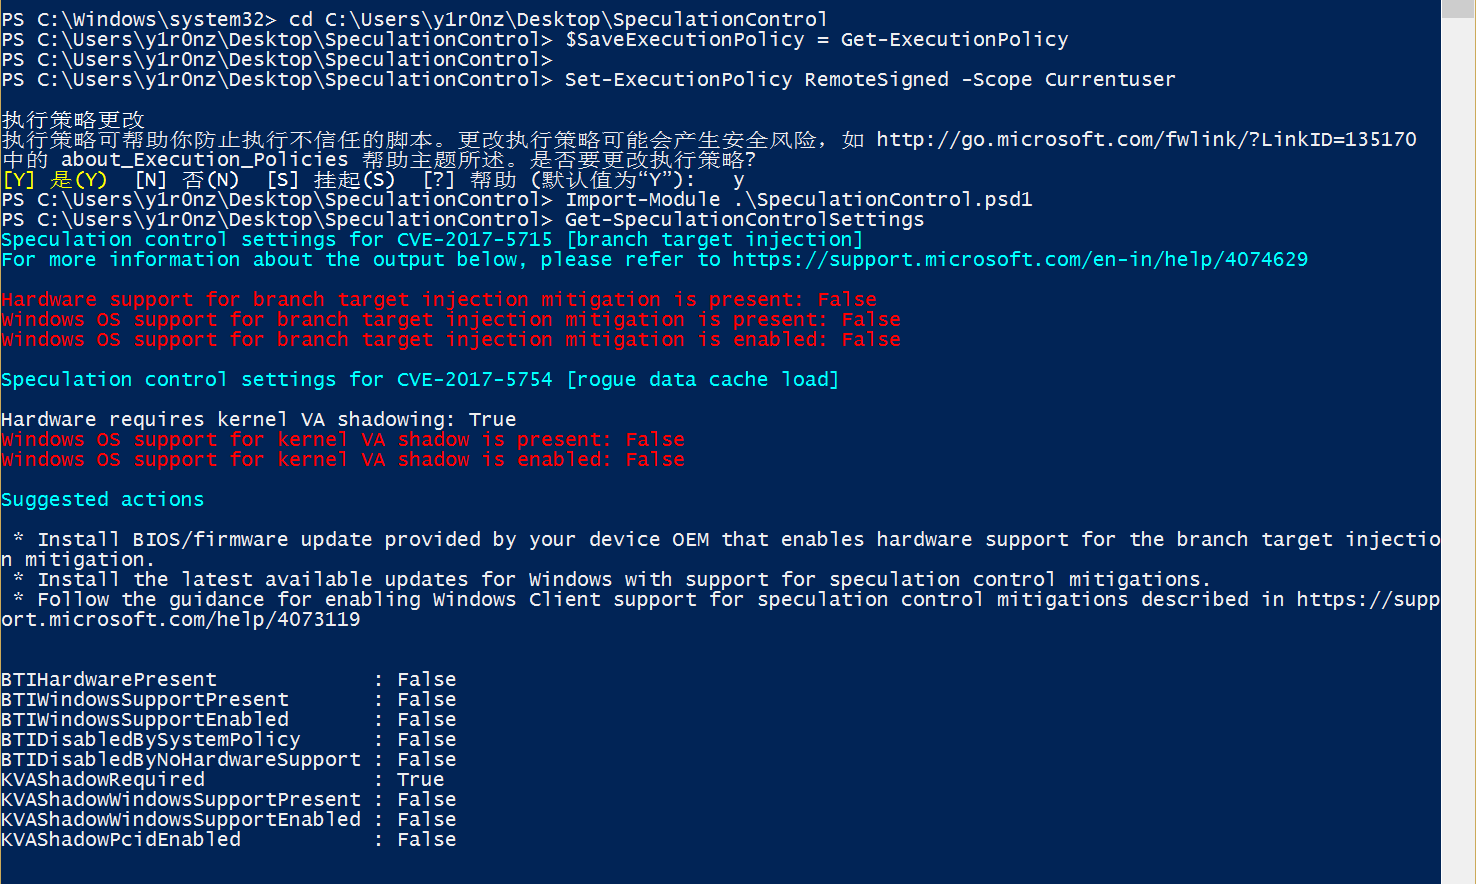 PS C:\Windows\system32> cd C:\Users\y1r0nz\Desktop\SpeculationControl
PS C:\Users\y1r0nz\Desktop\SpeculationControl> $SaveExecutionPolicy = Get-ExecutionPolicy
PS C:\Users\y1r0nz\Desktop\SpeculationControl>
PS C:\Users\y1r0nz\Desktop\SpeculationControl> Set-ExecutionPolicy RemoteSigned -Scope Currentuser
执行策略更改
执行策略可帮助你防止执行不信任的脚本。更改执行策略可能会产生安全风险，如 http://go.microsoft.com/fwlink/?LinkID=135170
中的 about_Execution_Policies 帮助主题所述。是否要更改执行策略?
[Y] 是(Y)  [N] 否(N)  [S] 挂起(S)  [?] 帮助 (默认值为“Y”):   y
PS C:\Users\y1r0nz\Desktop\SpeculationControl> Import-Module .\SpeculationControl.psd1
PS C:\Users\y1r0nz\Desktop\SpeculationControl> Get-SpeculationControlSettings
Speculation control settings for CVE-2017-5715 [branch target injection]
For more information about the output below, please refer to https://support.microsoft.com/en-in/help/4074629
Hardware support for branch target injection mitigation is present: False
Windows OS support for branch target injection mitigation is present: False
Windows OS support for branch target injection mitigation is enabled: False
Speculation control settings for CVE-2017-5754 [rogue data cache load]
Hardware requires kernel VA shadowing: True
Windows OS support for kernel VA shadow is present: False
Windows OS support for kernel VA shadow is enabled: False
Suggested actions
 * Install BIOS/firmware update provided by your device OEM that enables hardware support for the branch target injectio
n mitigation.
 * Install the latest available updates for Windows with support for speculation control mitigations.
 * Follow the guidance for enabling Windows Client support for speculation control mitigations described in https://supp
ort.microsoft.com/help/4073119
BTIHardwarePresent             : False
BTIWindowsSupportPresent       : False
BTIWindowsSupportEnabled       : False
BTIDisabledBySystemPolicy      : False
BTIDisabledByNoHardwareSupport : False
KVAShadowRequired              : True
KVAShadowWindowsSupportPresent : False
KVAShadowWindowsSupportEnabled : False
KVAShadowPcidEnabled           : False